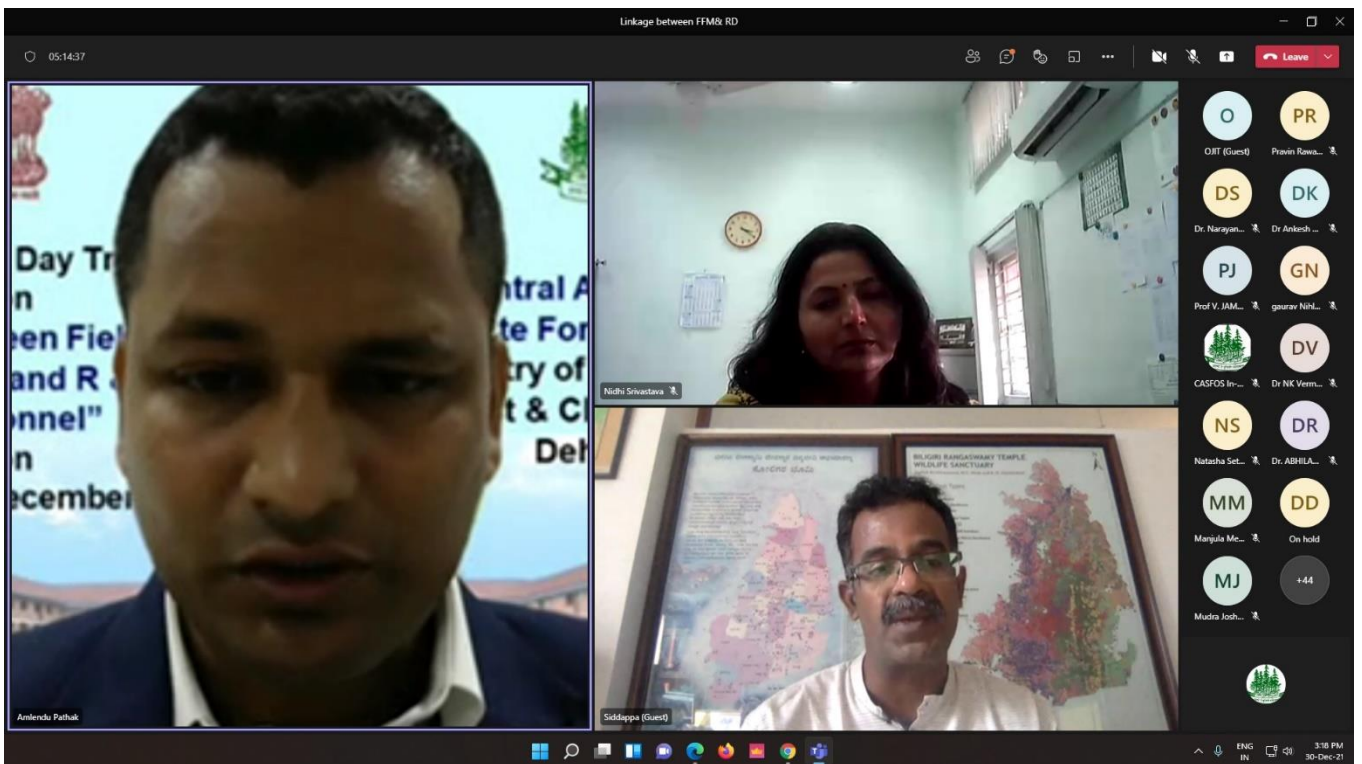 Linkage between FFM& RD
05:14:37
Leave
Day Tr
n
een Fie
and R
nnel"
n
ecember
ntral A
te For
try of
t & Cl
Deh
Amlendu Pathak
Nidhi Srivastava
BILIGIRI RANGASWAMY TEMPLE
WILDLIFE SANCTUARY
Siddappa (Guest)
O
OJIT (Guest)
PR
Pravin Rawa...
DS
Dr. Narayan...
DK
Dr Ankesh ...
PJ
Prof V. JAM...
GN
gaurav Nihl...
CASFOS In-...
DV
Dr NK Verm...
NS
Natasha Set...
DR
Dr. ABHILA...
MM
Manjula Me...
DD
On hold
MJ
Mudra Josh...
+44
ENG
IN
3:18 PM
30-Dec-21